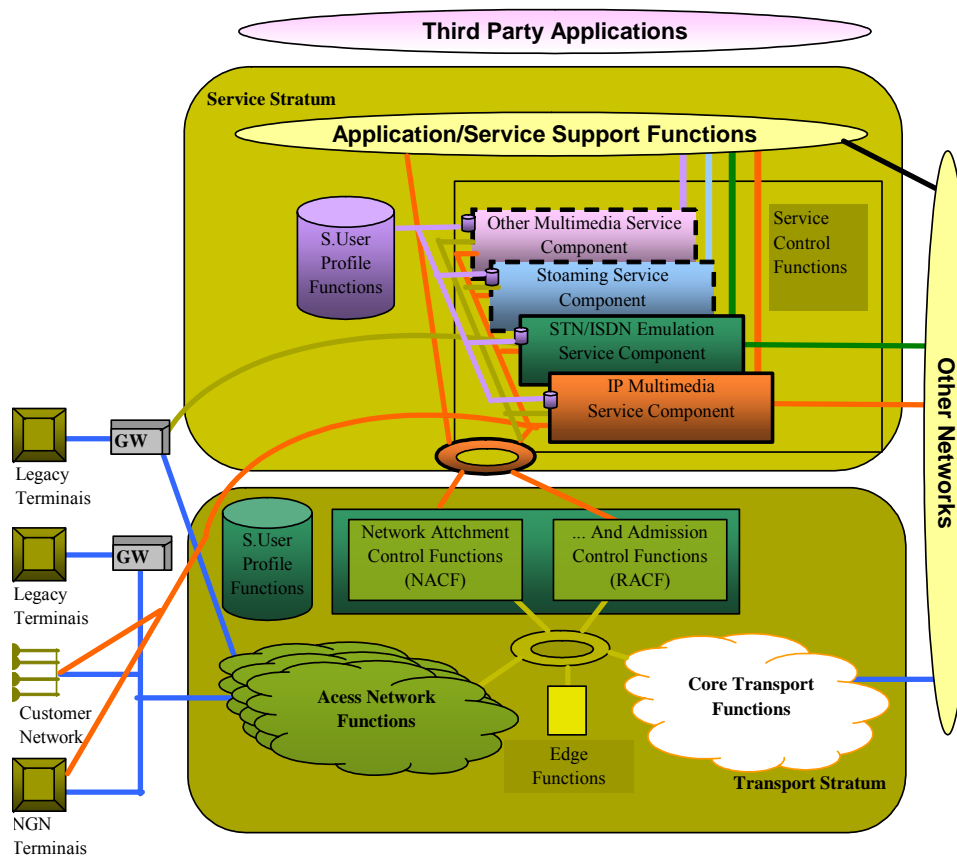 Third Party Applications
Service Stratum
Application/Service Support Functions
S.User
Profile
Functions
Other Multimedia Service
Component
Service
Control
Functions
Stoaming Service
Component
STN/ISDN Emulation
Service Component
IP Multimedia
Service Component
Other Networks
GW
Legacy
Terminais
GW
Legacy
Terminais
Customer
Network
NGN
Terminais
S.User
Profile
Functions
Network Attchment
Control Functions
(NACF)
... And Admission
Control Functions
(RACF)
Acess Network
Functions
Core Transport
Functions
Edge
Functions
Transport Stratum